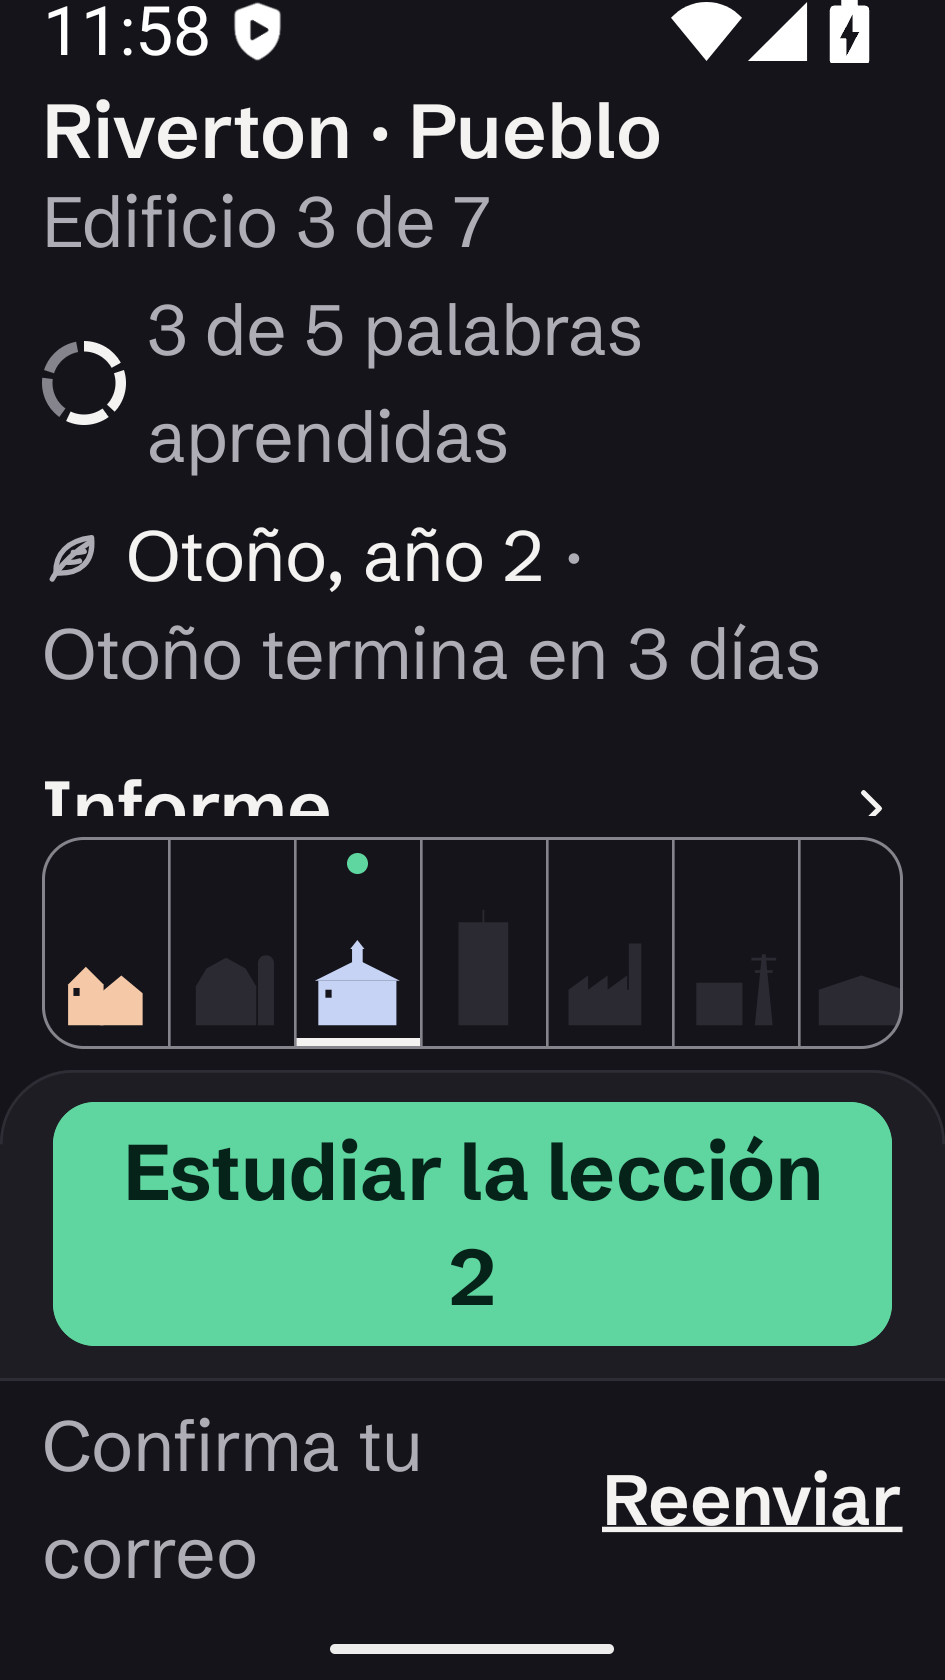 11:58
Riverton · Pueblo
Edificio 3 de 7
3 de 5 palabras
aprendidas
Otoño, año 2 ·
Otoño termina en 3 días
Informe
Estudiar la lección
2
Confirma tu
correo
Reenviar